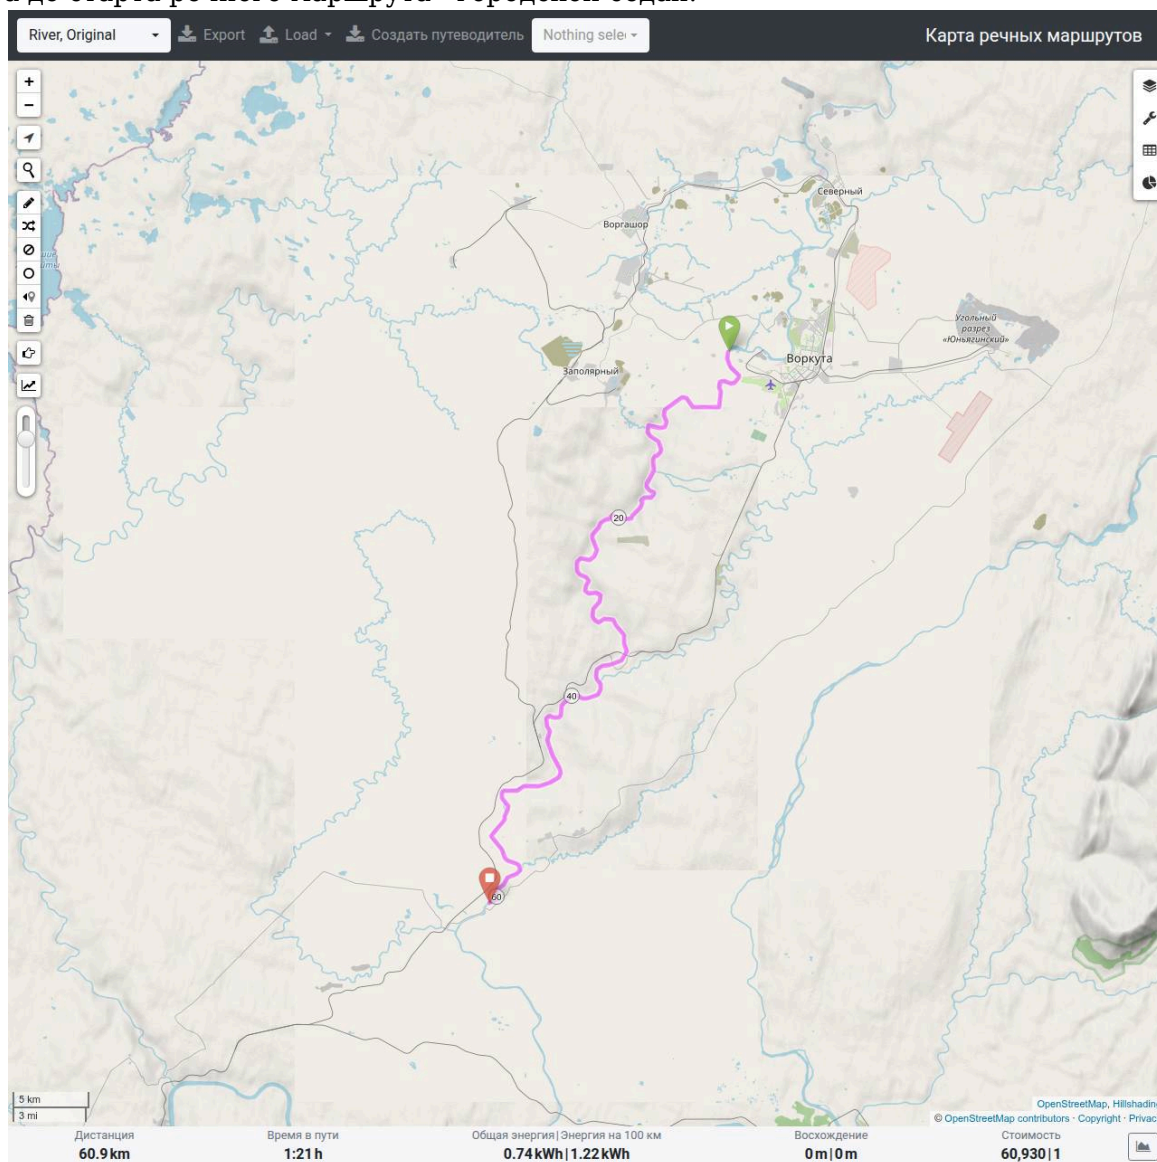 River, Original Export Load Создать путеводитель Nothing sele Карта речных маршрутов
Северный
Воргашор
Угольный
разрез
«Юньягинский»
Воркута
Заполярный
20
40
60
5 km
3 mi
OpenStreetMap, Hillshadin
© OpenStreetMap contributors · Copyright · Privac
Дистанция Время в пути Общая энергия|Энергия на 100 км Восхождение Стоимость
60.9 km 1:21 h 0.74 kWh|1.22 kWh 0 m|0 m 60,930|1